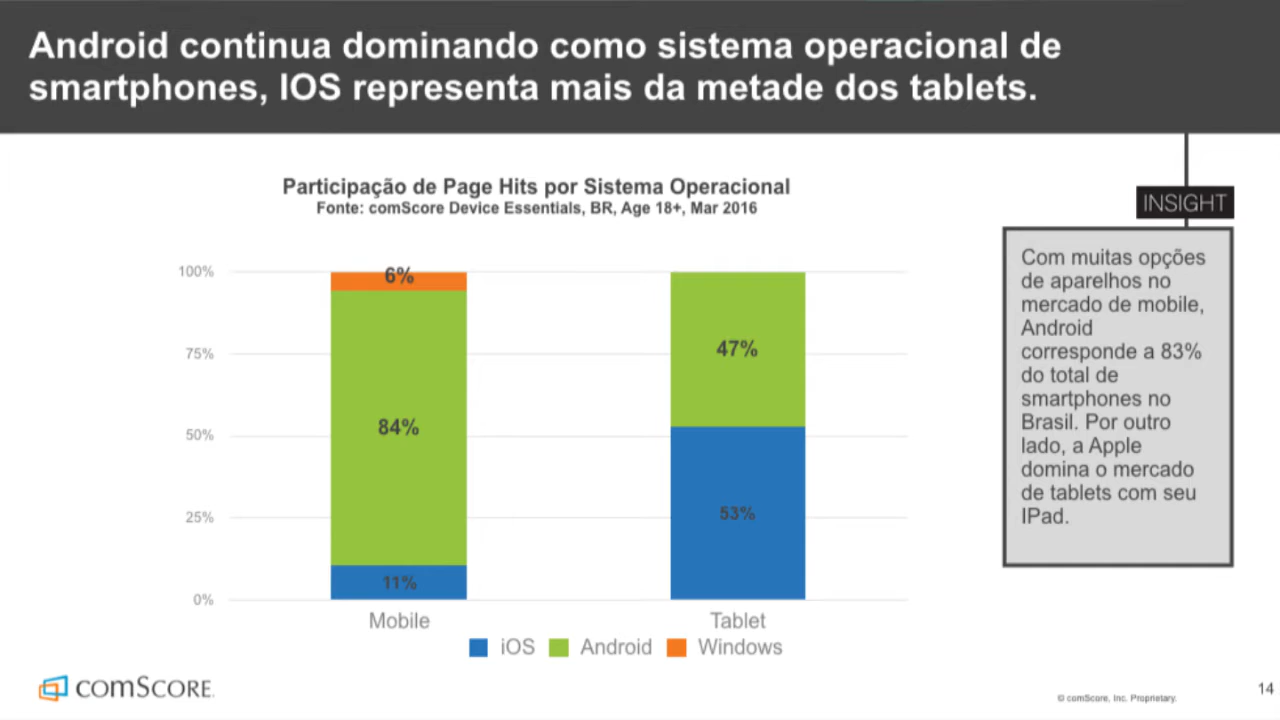 Android continua dominando como sistema operacional de
smartphones, IOS representa mais da metade dos tablets.
Participação de Page Hits por Sistema Operacional
Fonte: comScore Device Essentials, BR, Age 18+, Mar 2016
100%
75%
50%
25%
0%
6%
84%
11%
47%
53%
Mobile
Tablet
iOS
Android
Windows
INSIGHT
Com muitas opções
de aparelhos no
mercado de mobile,
Android
corresponde a 83%
do total de
smartphones no
Brasil. Por outro
lado, a Apple
domina o mercado
de tablets com seu
IPad.
comSCORE.
© comScore, Inc. Proprietary.
14